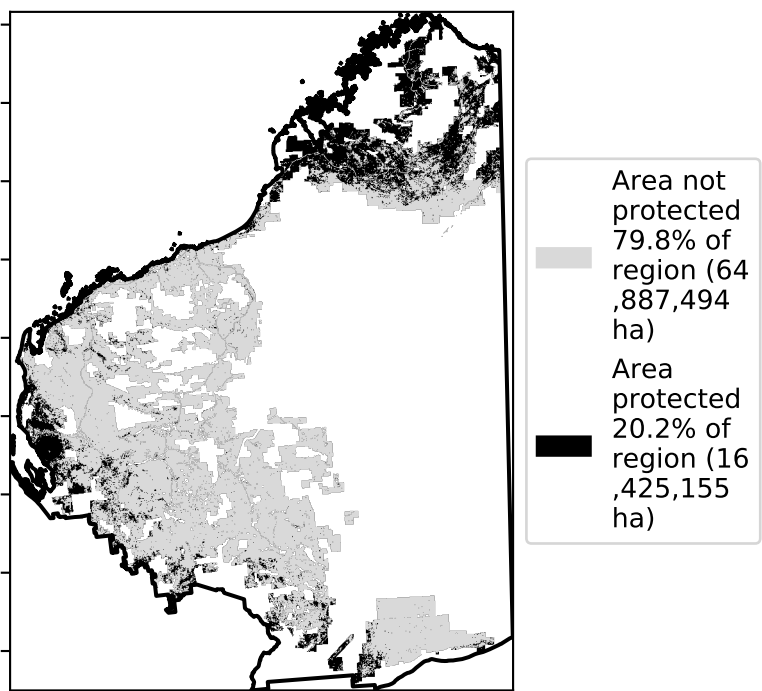 Area not
protected
79.8% of
region (64
,887,494
ha)
Area
protected
20.2% of
region (16
,425,155
ha)